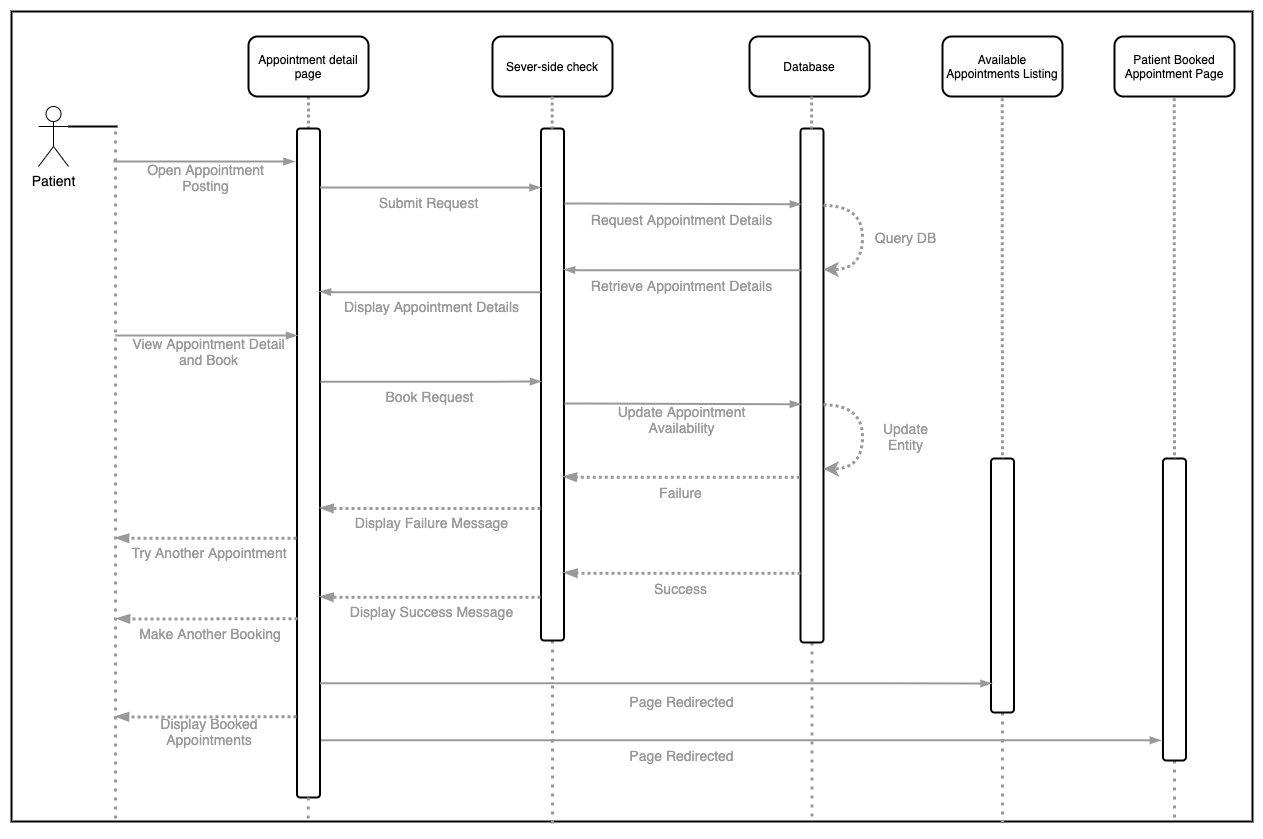 Appointment detail
page
Sever-side check
Database
Available
Appointments Listing
Patient Booked
Appointment Page
Patient
Open Appointment
Posting
Submit Request
Request Appointment Details
Query DB
Retrieve Appointment Details
Display Appointment Details
View Appointment Detail
and Book
Book Request
Update Appointment
Availability
Update
Entity
Failure
Display Failure Message
Try Another Appointment
Success
Display Success Message
Make Another Booking
Page Redirected
Display Booked
Appointments
Page Redirected